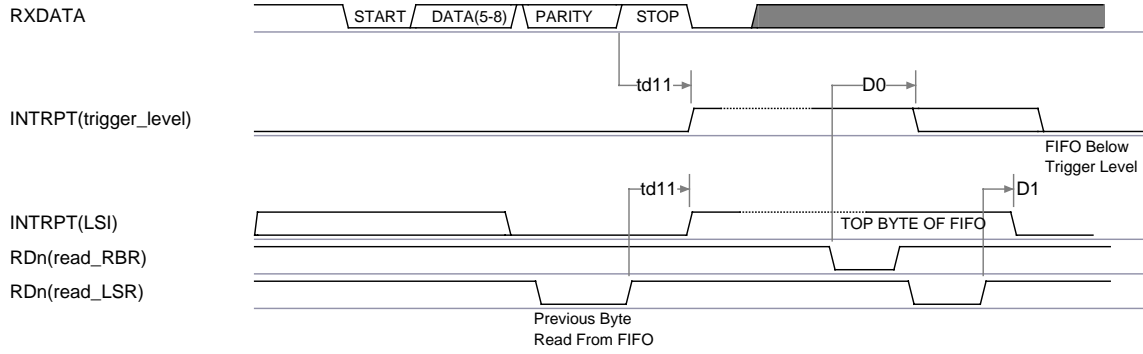 RXDATA
START
DATA(5-8)
PARITY
STOP
td11
D0
INTRPT(trigger_level)
FIFO Below
Trigger Level
td11
D1
INTRPT(LSI)
TOP BYTE OF FIFO
RDn(read_RBR)
RDn(read_LSR)
Previous Byte
Read From FIFO